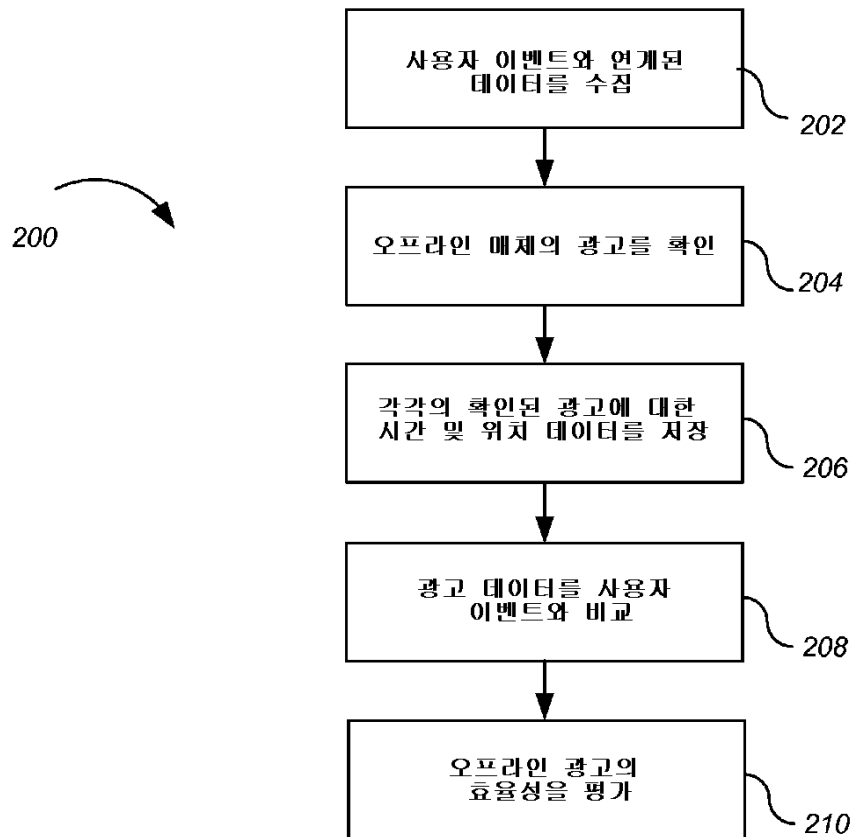 사용자 이벤트와 연계된
데이터를 수집
202
200
오프라인 매체의 광고를 확인
204
각각의 확인된 광고에 대한
시간 및 위치 데이터를 저장
206
광고 데이터를 사용자
이벤트와 비교
208
오프라인 광고의
효율성을 평가
210